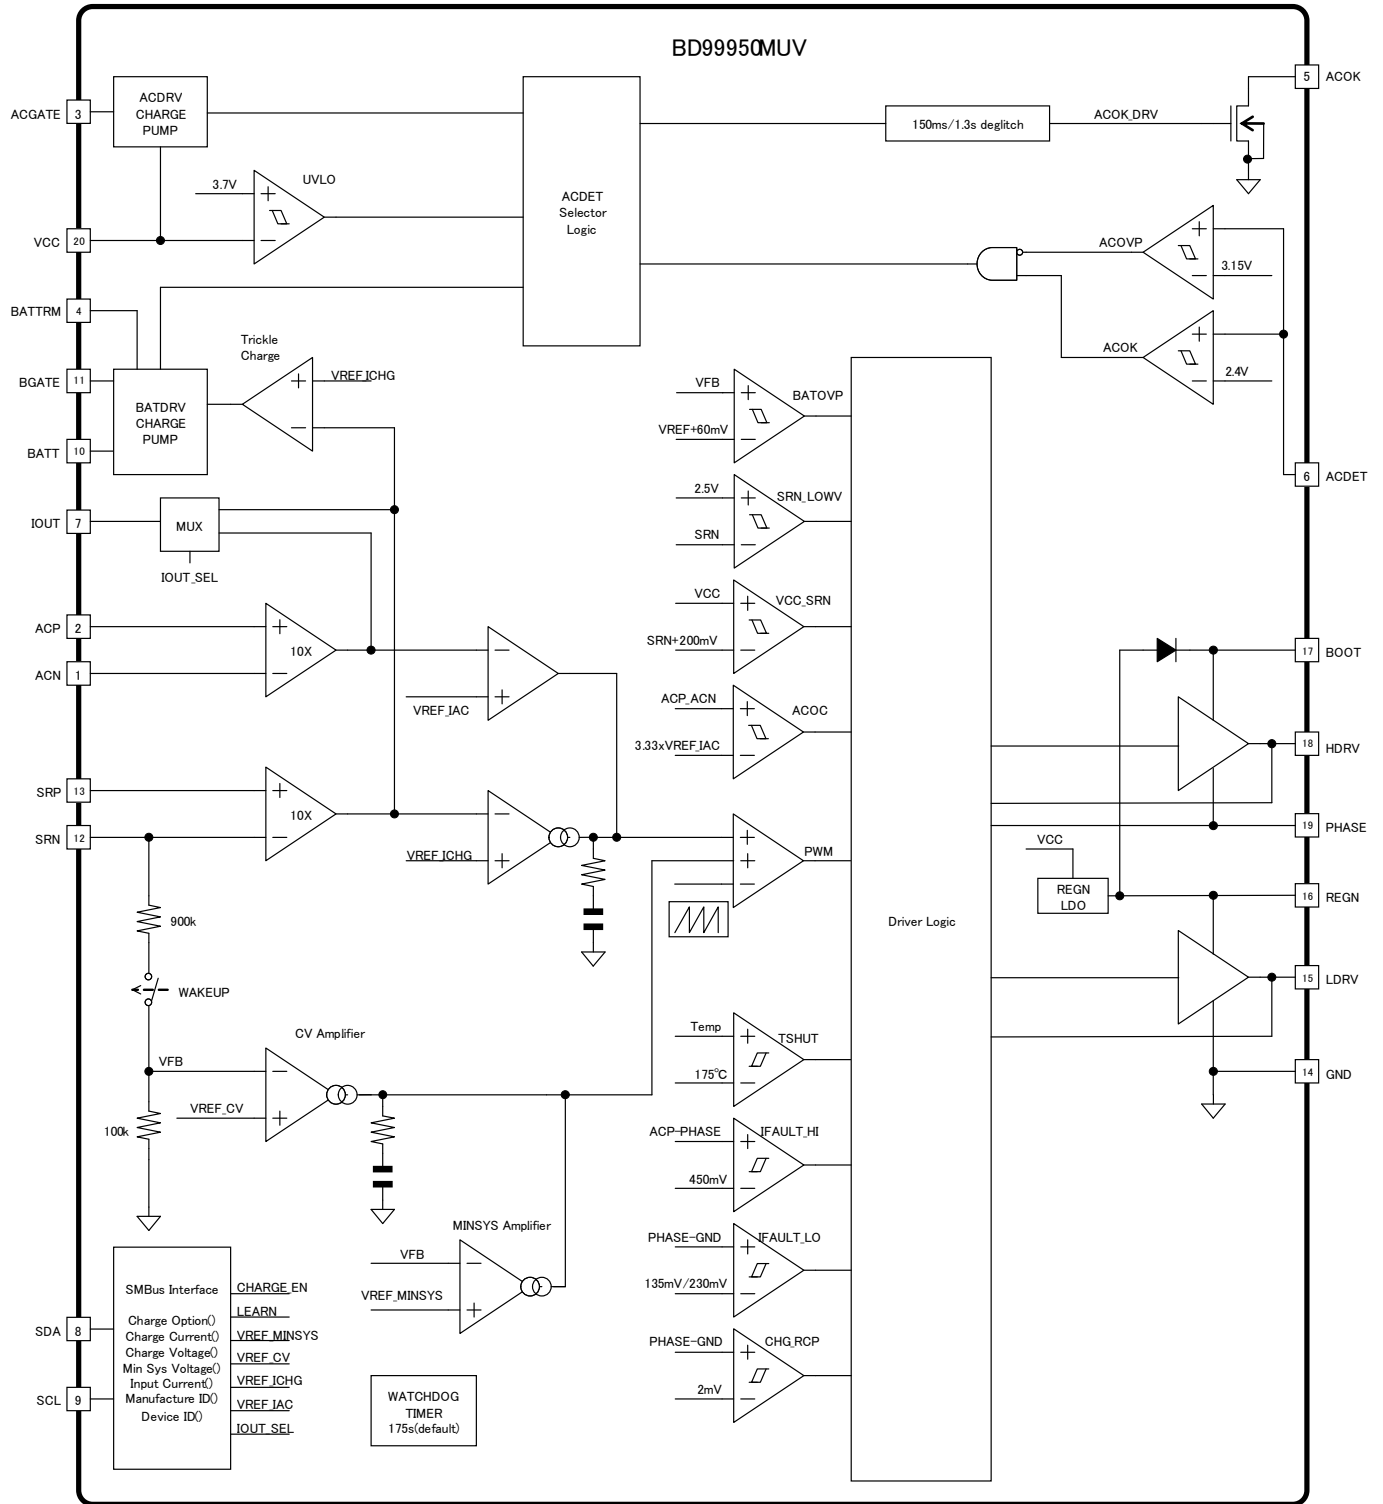 BD99950MUV
ACGATE
3
ACDRV
CHARGE
PUMP
5
ACOK
150ms/1.3s deglitch
ACOK_DRV
3.7V
UVLO
ACDET
Selector
Logic
VCC
20
ACOVP
3.15V
BATTRM
4
Trickle
Charge
VREF_ICHG
ACOK
2.4V
BGATE
11
BATDRV
CHARGE
PUMP
BATT
10
VFB
BATOVP
VREF+60mV
6
ACDET
IOUT
7
MUX
IOUT_SEL
2.5V
SRN_LOWV
SRN
ACP
2
ACN
1
10X
VREF_IAC
VCC
VCC_SRN
SRN+200mV
17
BOOT
ACP_ACN
ACOC
3.33xVREF_IAC
18
HDRV
SRP
13
SRN
12
10X
VREF_ICHG
PWM
19
PHASE
VCC
REGN
LDO
16
REGN
900k
Driver Logic
WAKEUP
15
LDRV
CV Amplifier
VFB
VREF_CV
100k
Temp
TSHUT
175°C
14
GND
ACP-PHASE
IFAULT_HI
450mV
MINSYS Amplifier
VFB
VREF_MINSYS
PHASE-GND
IFAULT_LO
135mV/230mV
SMBus Interface
Charge Option()
Charge Current()
Charge Voltage()
Min Sys Voltage()
Input Current()
Manufacture ID()
Device ID()
CHARGE_EN
LEARN
VREF_MINSYS
VREF_CV
VREF_ICHG
VREF_IAC
IOUT_SEL
SDA
8
SCL
9
WATCHDOG
TIMER
175s(default)
PHASE-GND
CHG_RCP
2mV